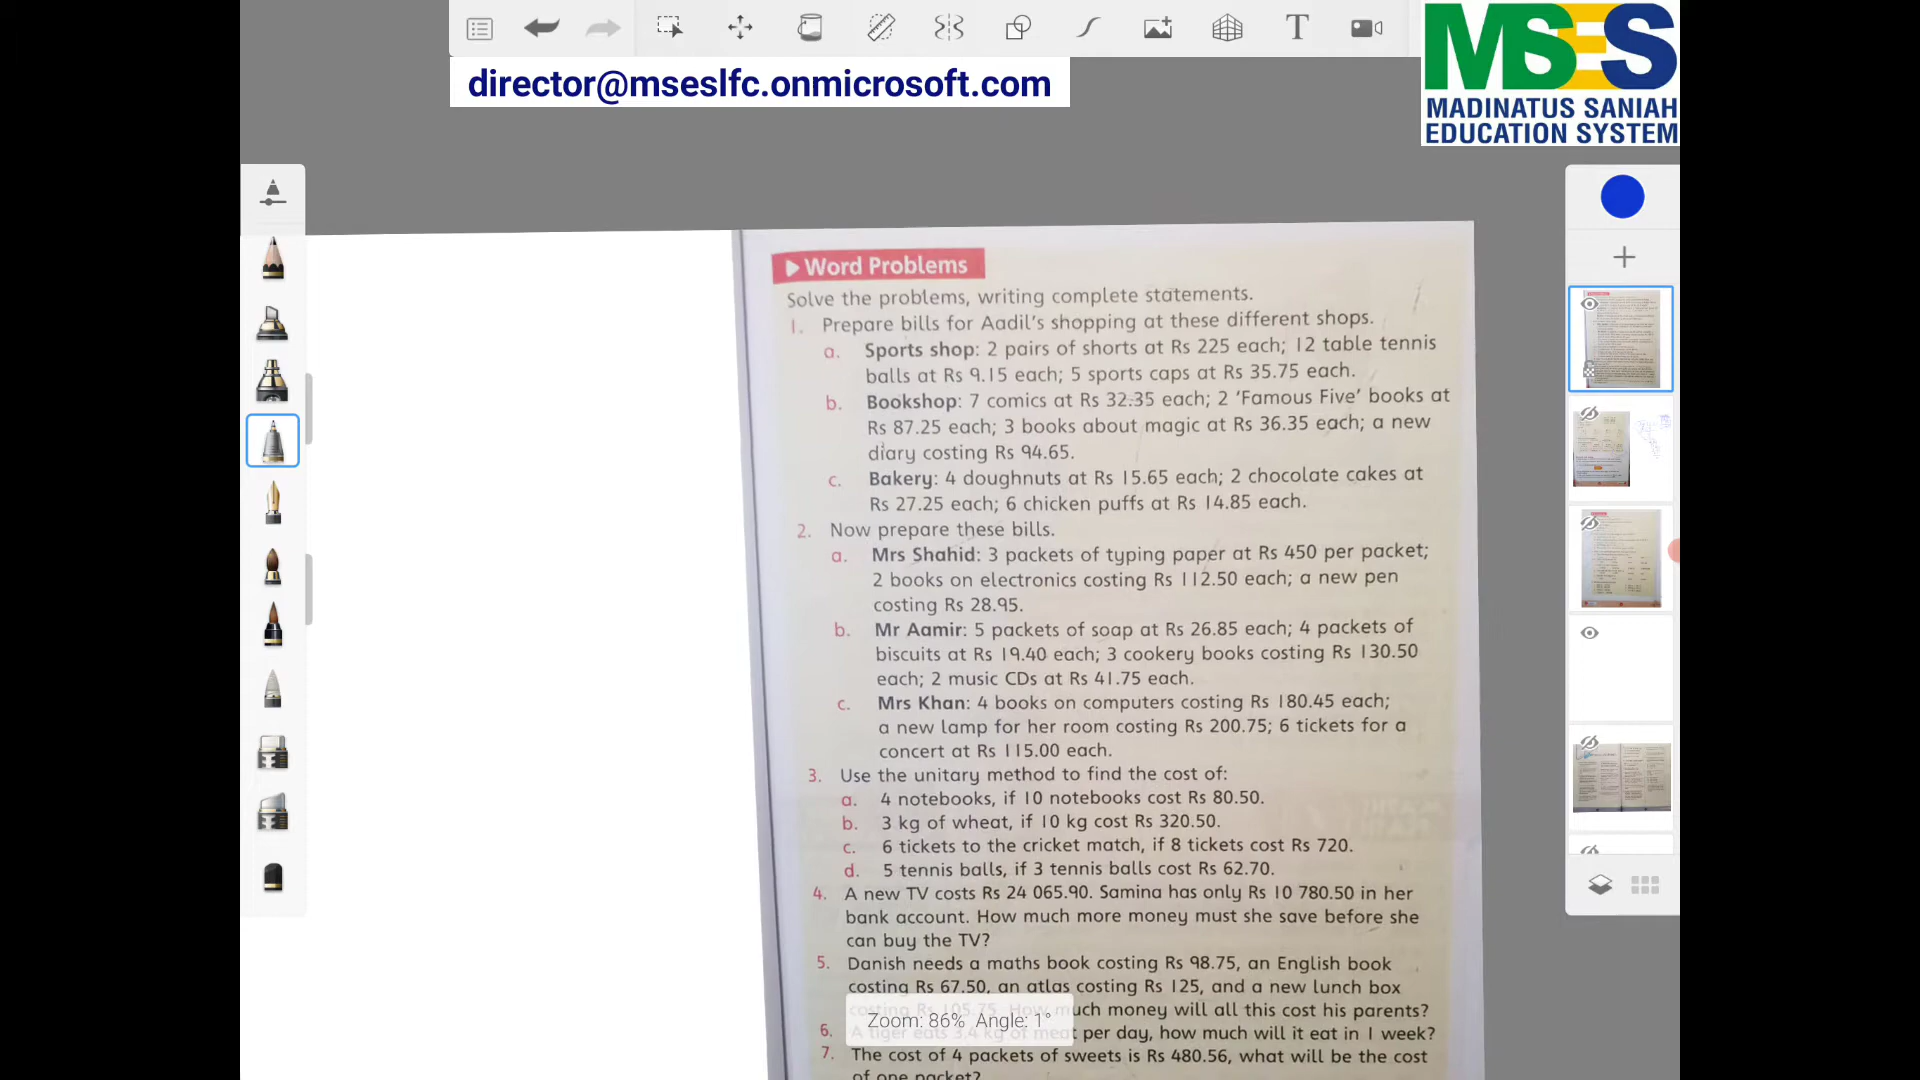 director@mseslfc.onmicrosoft.com
MSES
MADINATUS SANIAH
EDUCATION SYSTEM
Word Problems
Solve the problems, writing complete statements.
1. Prepare bills for Aadil's shopping at these different shops.
a. Sports shop: 2 pairs of shorts at Rs 225 each; 12 table tennis
balls at Rs 9.15 each; 5 sports caps at Rs 35.75 each.
b. Bookshop: 7 comics at Rs 32.35 each; 2 'Famous Five' books at
Rs 87.25 each; 3 books about magic at Rs 36.35 each; a new
diary costing Rs 94.65.
c. Bakery: 4 doughnuts at Rs 15.65 each; 2 chocolate cakes at
Rs 27.25 each; 6 chicken puffs at Rs 14.85 each.
2. Now prepare these bills.
a. Mrs Shahid: 3 packets of typing paper at Rs 450 per packet;
2 books on electronics costing Rs 112.50 each; a new pen
costing Rs 28.95.
b. Mr Aamir: 5 packets of soap at Rs 26.85 each; 4 packets of
biscuits at Rs 19.40 each; 3 cookery books costing Rs 130.50
each; 2 music CDs at Rs 41.75 each.
c. Mrs Khan: 4 books on computers costing Rs 180.45 each;
a new lamp for her room costing Rs 200.75; 6 tickets for a
concert at Rs 115.00 each.
3. Use the unitary method to find the cost of:
a. 4 notebooks, if 10 notebooks cost Rs 80.50.
b. 3 kg of wheat, if 10 kg cost Rs 320.50.
c. 6 tickets to the cricket match, if 8 tickets cost Rs 720.
d. 5 tennis balls, if 3 tennis balls cost Rs 62.70.
4. A new TV costs Rs 24 065.90. Samina has only Rs 10 780.50 in her
bank account. How much more money must she save before she
can buy the TV?
5. Danish needs a maths book costing Rs 98.75, an English book
costing Rs 67.50, an atlas costing Rs 125, and a new lunch box
costing Rs 105.75. How much money will all this cost his parents?
6. A tiger eats 3.4 kg of meat per day, how much will it eat in 1 week?
7. The cost of 4 packets of sweets is Rs 480.56, what will be the cost
of one packet?
Zoom: 86% Angle: 1°